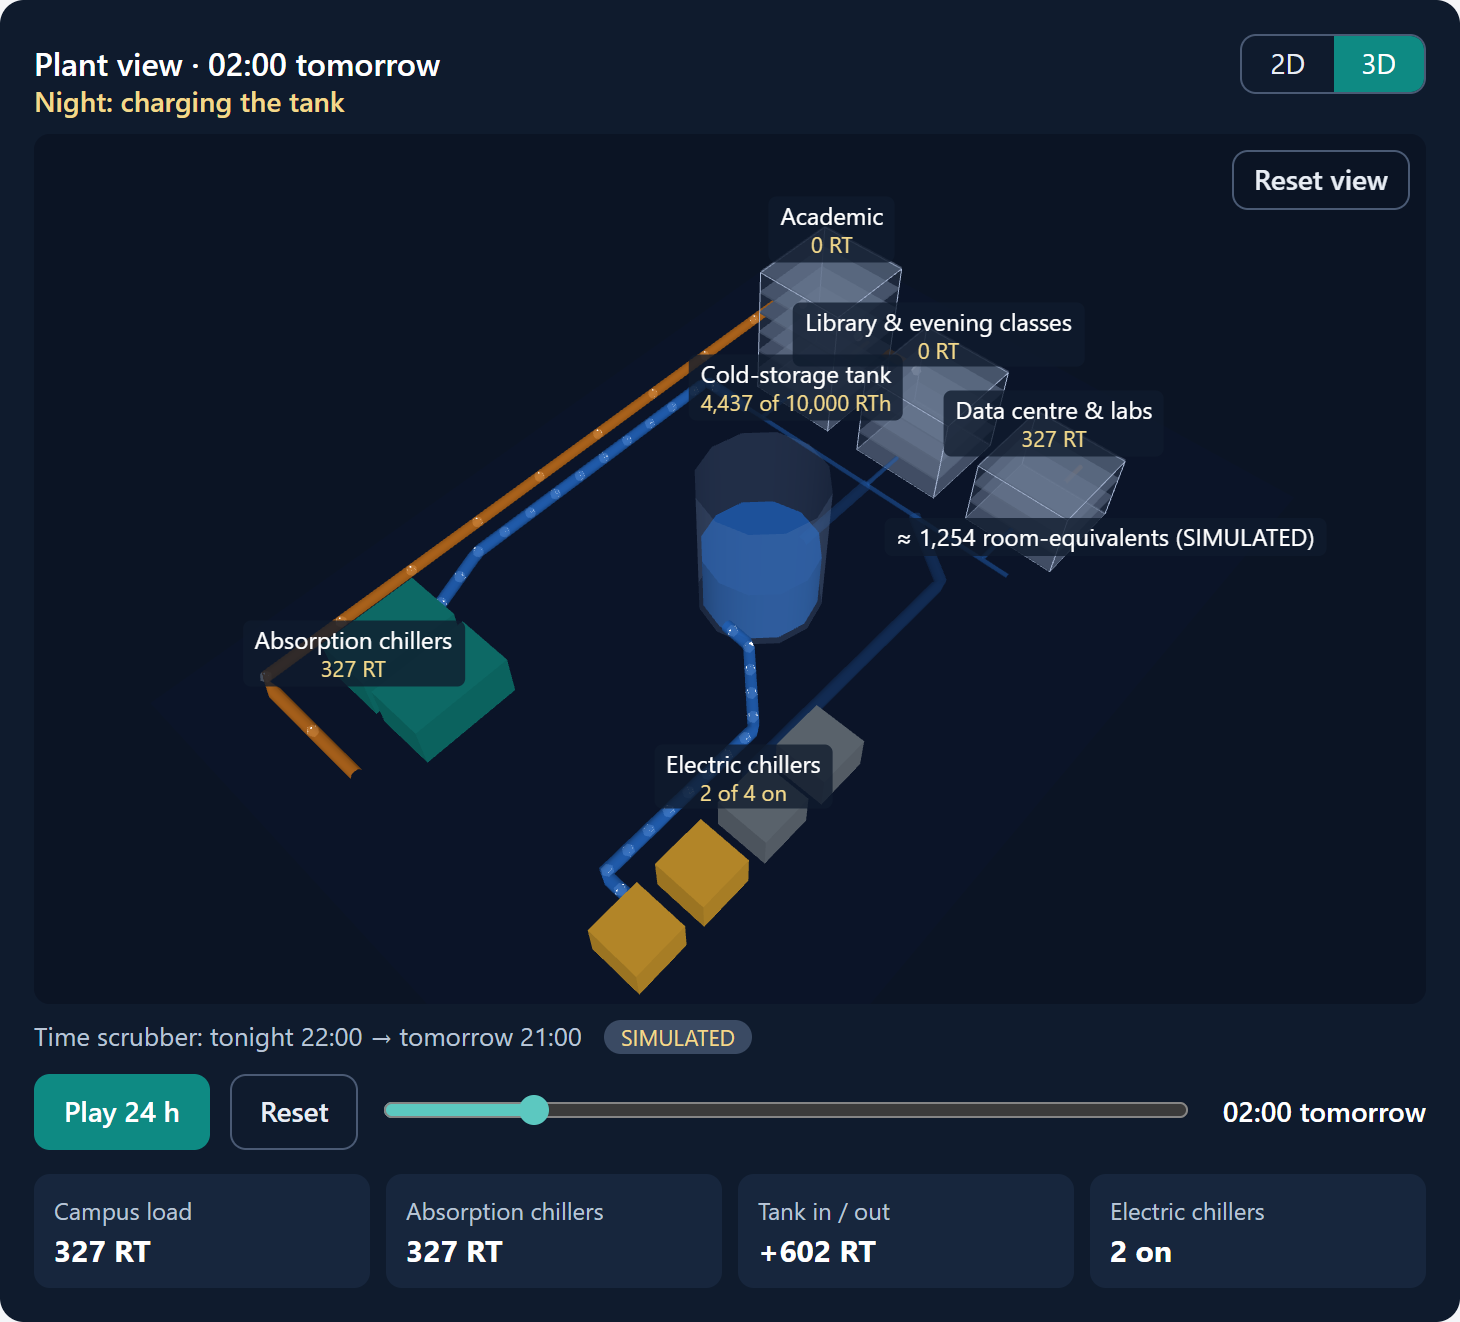 Plant view · 02:00 tomorrow
Night: charging the tank
2D
3D
Reset view
Academic
0 RT
Library & evening classes
0 RT
Cold-storage tank
4,437 of 10,000 RTh
Data centre & labs
327 RT
≈ 1,254 room-equivalents (SIMULATED)
Absorption chillers
327 RT
Electric chillers
2 of 4 on
Time scrubber: tonight 22:00 → tomorrow 21:00
SIMULATED
Play 24 h
Reset
02:00 tomorrow
Campus load
327 RT
Absorption chillers
327 RT
Tank in / out
+602 RT
Electric chillers
2 on